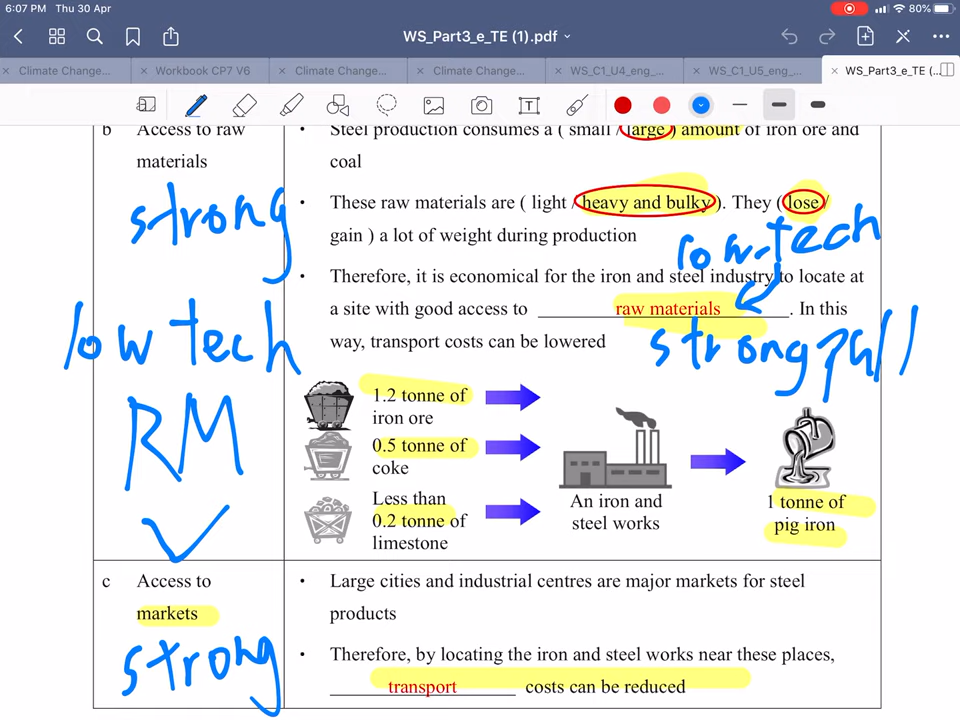 6:07 PM Thu 30 Apr
80%
WS_Part3_e_TE (1).pdf
Climate Change...
Workbook CP7 V6
Climate Change...
Climate Change...
WS_C1_U4_eng_...
WS_C1_U5_eng_...
WS_Part3_e_TE (...
T
b Access to raw materials
• Steel production consumes a ( small / large ) amount of iron ore and
coal
• These raw materials are ( light / heavy and bulky ). They ( lose /
gain ) a lot of weight during production
• Therefore, it is economical for the iron and steel industry to locate at
a site with good access to raw materials. In this
way, transport costs can be lowered
strong
low tech
RM
low-tech
strong pull
1.2 tonne of
iron ore
0.5 tonne of
coke
Less than
0.2 tonne of
limestone
An iron and
steel works
1 tonne of
pig iron
c Access to
markets
strong
• Large cities and industrial centres are major markets for steel
products
• Therefore, by locating the iron and steel works near these places,
transport costs can be reduced